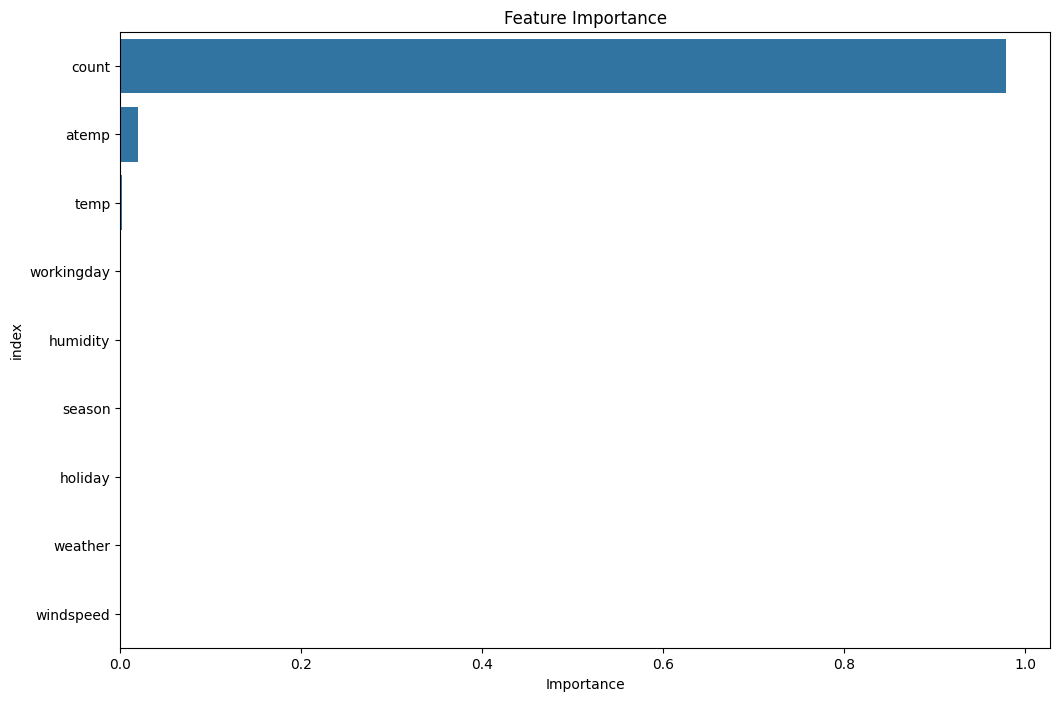 Feature Importance
count
atemp
temp
workingday
humidity
season
holiday
weather
windspeed
index
0.0 0.2 0.4 0.6 0.8 1.0
Importance